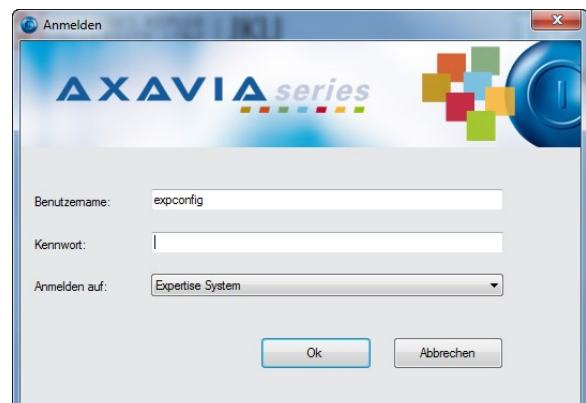 Anmelden
AXAVIA series
Benutzername: expconfig
Kennwort:
Anmelden auf: Expertise System
Ok Abbrechen